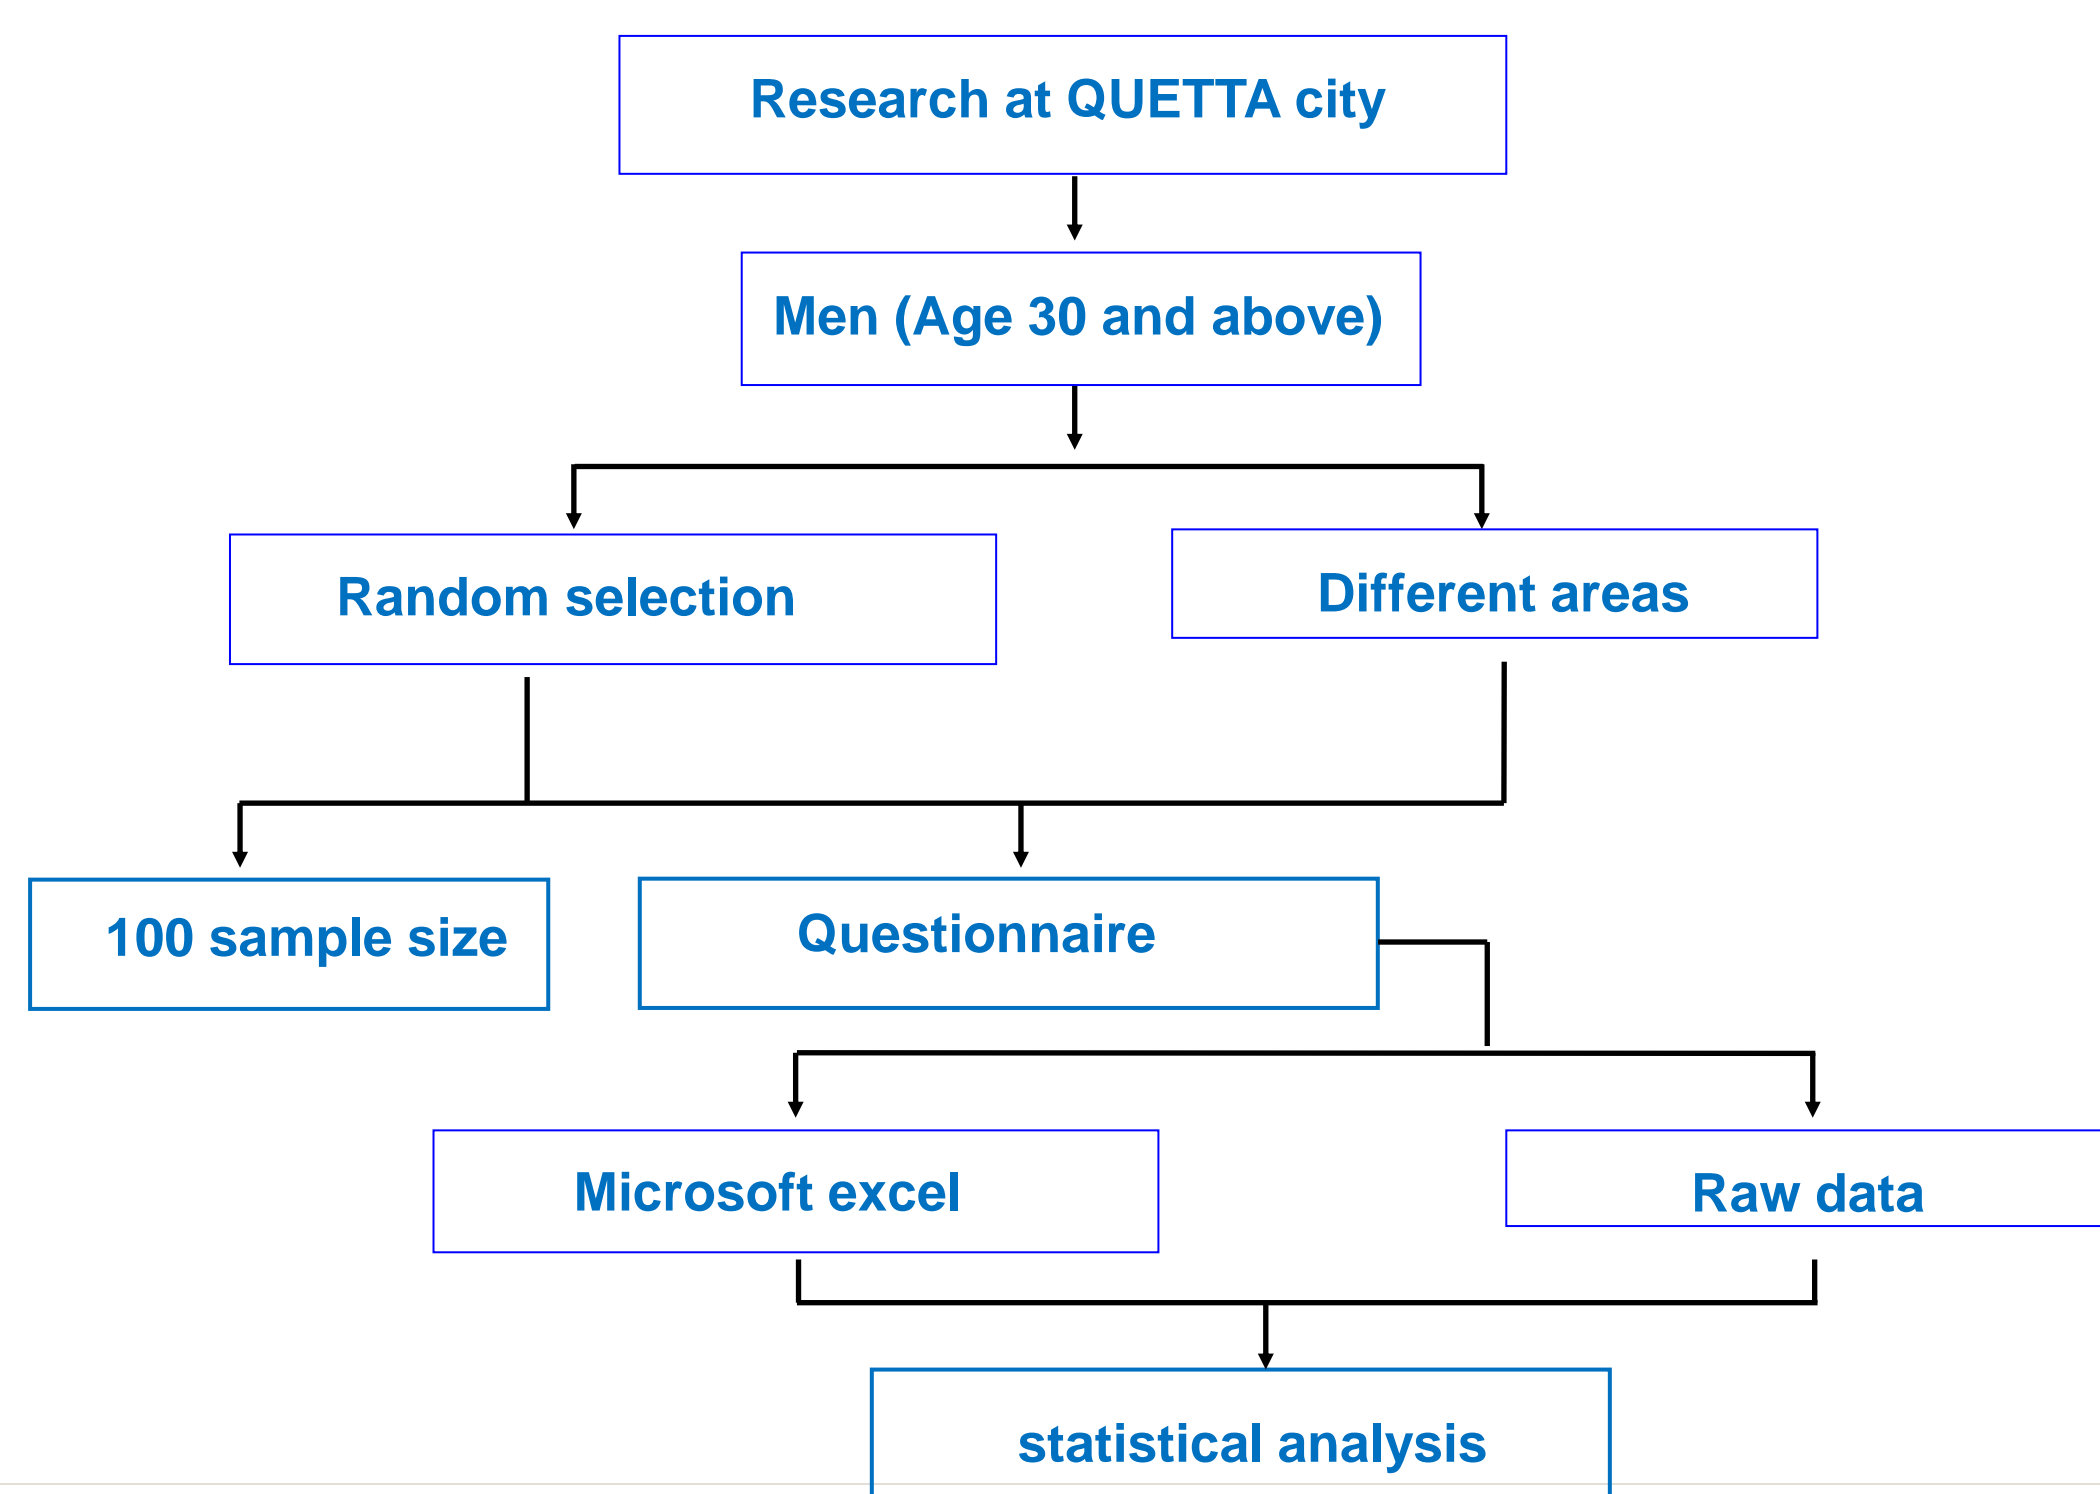 Research at QUETTA city
Men (Age 30 and above)
Random selection
Different areas
100 sample size
Questionnaire
Microsoft excel
Raw data
statistical analysis